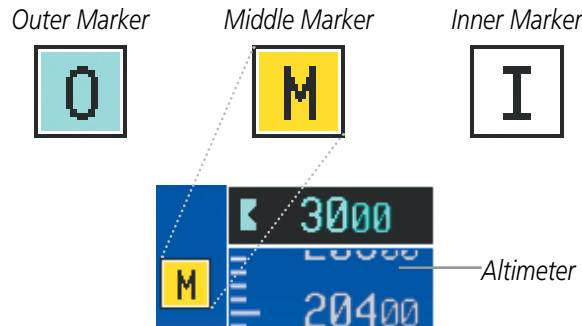 Outer Marker Middle Marker Inner Marker
O M I
3000
M
Altimeter
20400